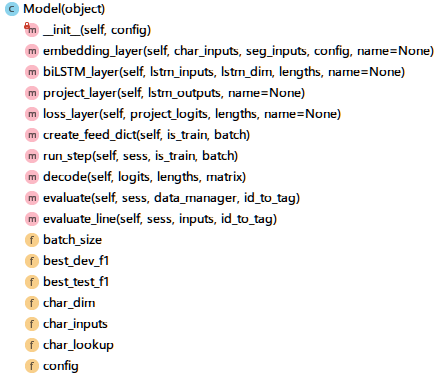 C Model(object)
m __init__(self, config)
m embedding_layer(self, char_inputs, seg_inputs, config, name=None)
m biLSTM_layer(self, lstm_inputs, lstm_dim, lengths, name=None)
m project_layer(self, lstm_outputs, name=None)
m loss_layer(self, project_logits, lengths, name=None)
m create_feed_dict(self, is_train, batch)
m run_step(self, sess, is_train, batch)
m decode(self, logits, lengths, matrix)
m evaluate(self, sess, data_manager, id_to_tag)
m evaluate_line(self, sess, inputs, id_to_tag)
f batch_size
f best_dev_f1
f best_test_f1
f char_dim
f char_inputs
f char_lookup
f config